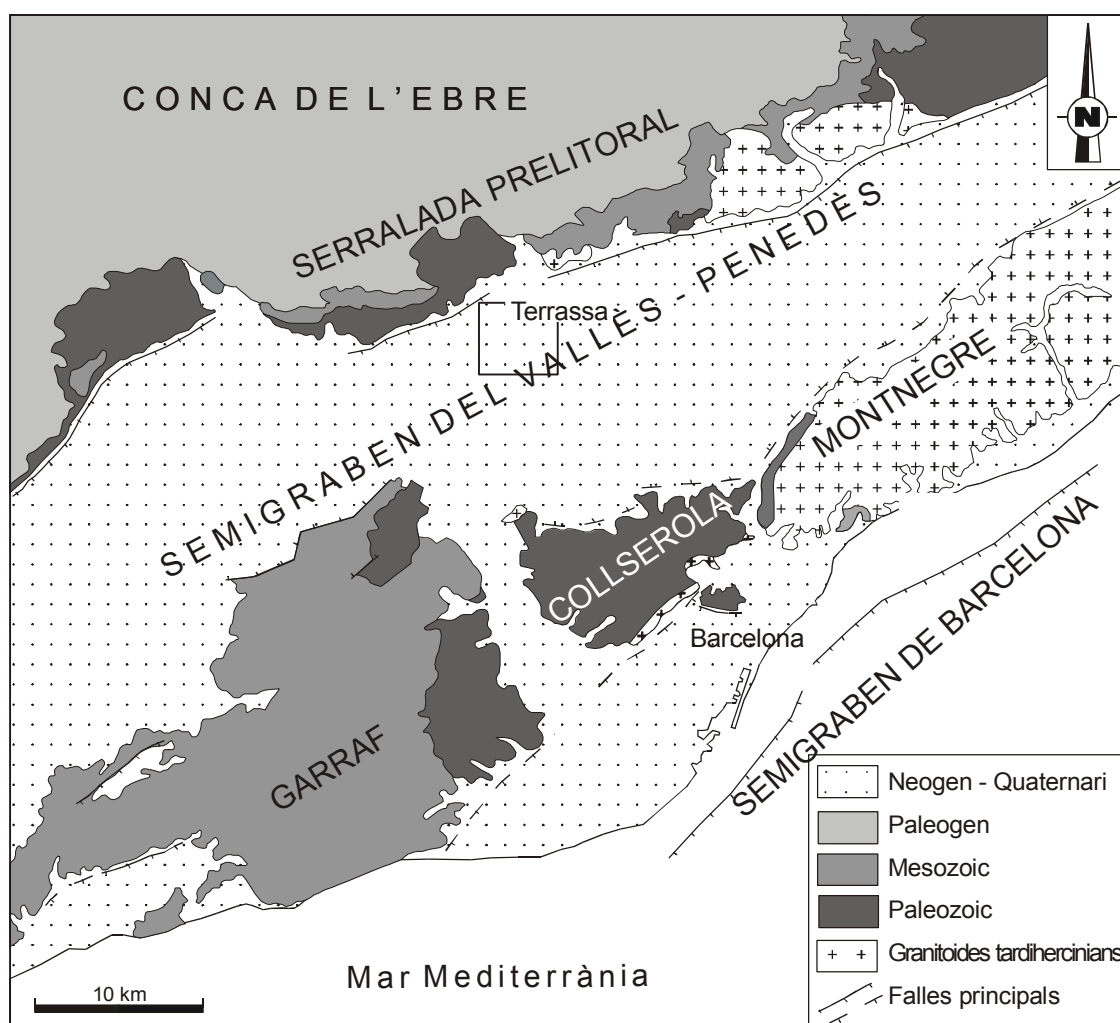 CONCA DE L'EBRE
N
SERRALADA PRELITORAL
Terrassa
SEMIGRABEN DEL VALLÈS - PENEDÈS
MONTNEGRE
COLLSEROLA
Barcelona
SEMIGRABEN DE BARCELONA
GARRAF
Mar Mediterrània
10 km
Neogen - Quaternari
Paleogen
Mesozoic
Paleozoic
Granitoides tardihercinians
Falles principals